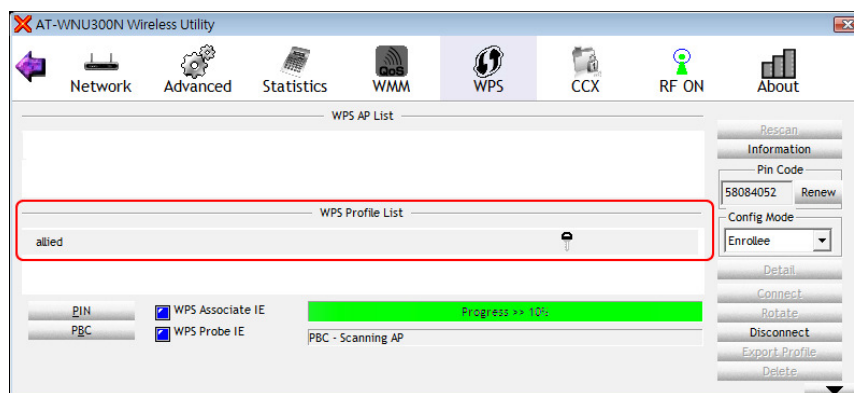 AT-WNU300N Wireless Utility
Network Advanced Statistics QoS WMM WPS CCX RF ON About
WPS AP List
Rescan
Information
Pin Code
58084052 Renew
WPS Profile List
Config Mode
allied
Enrollee
Detail
Connect
PIN WPS Associate IE Progress >> 10% Rotate
PBC WPS Probe IE PBC - Scanning AP Disconnect
Export Profile
Delete